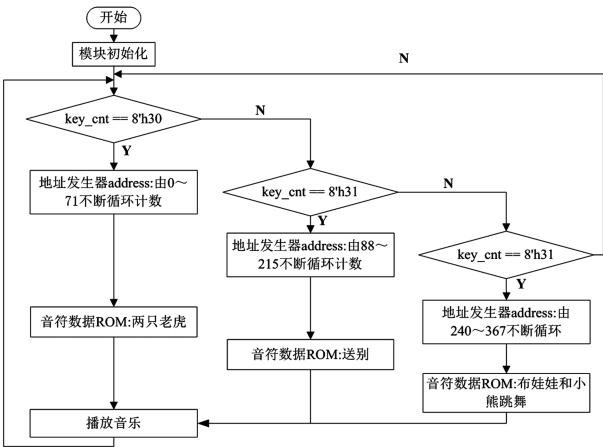 开始
模块初始化
N
key_cnt == 8'h30
N
Y
地址发生器address:由0～
71不断循环计数
key_cnt == 8'h31
N
Y
地址发生器address:由88～
215不断循环计数
key_cnt == 8'h31
Y
地址发生器address:由
240～367不断循环
音符数据ROM:两只老虎
音符数据ROM:送别
音符数据ROM:布娃娃和小
熊跳舞
播放音乐